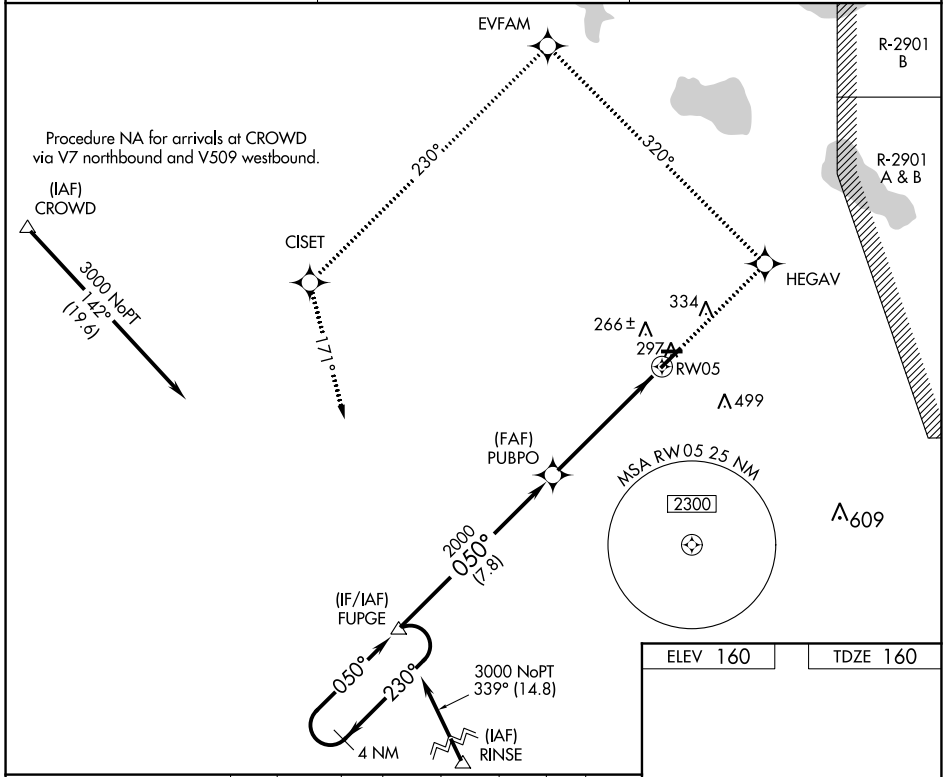 EVFAM
R-2901
B
Procedure NA for arrivals at CROWD
via V7 northbound and V509 westbound.
230°
320°
R-2901
A & B
(IAF)
CROWD
CISET
HEGAV
3000 NoPT
142°
(19.6)
334
266±
297
171°
RW05
499
(FAF)
PUBPO
MSA RW05 25 NM
2300
609
2000
050°
(7.8)
(IF/IAF)
FUPGE
ELEV 160
TDZE 160
050°
230°
3000 NoPT
339° (14.8)
(IAF)
RINSE
4 NM